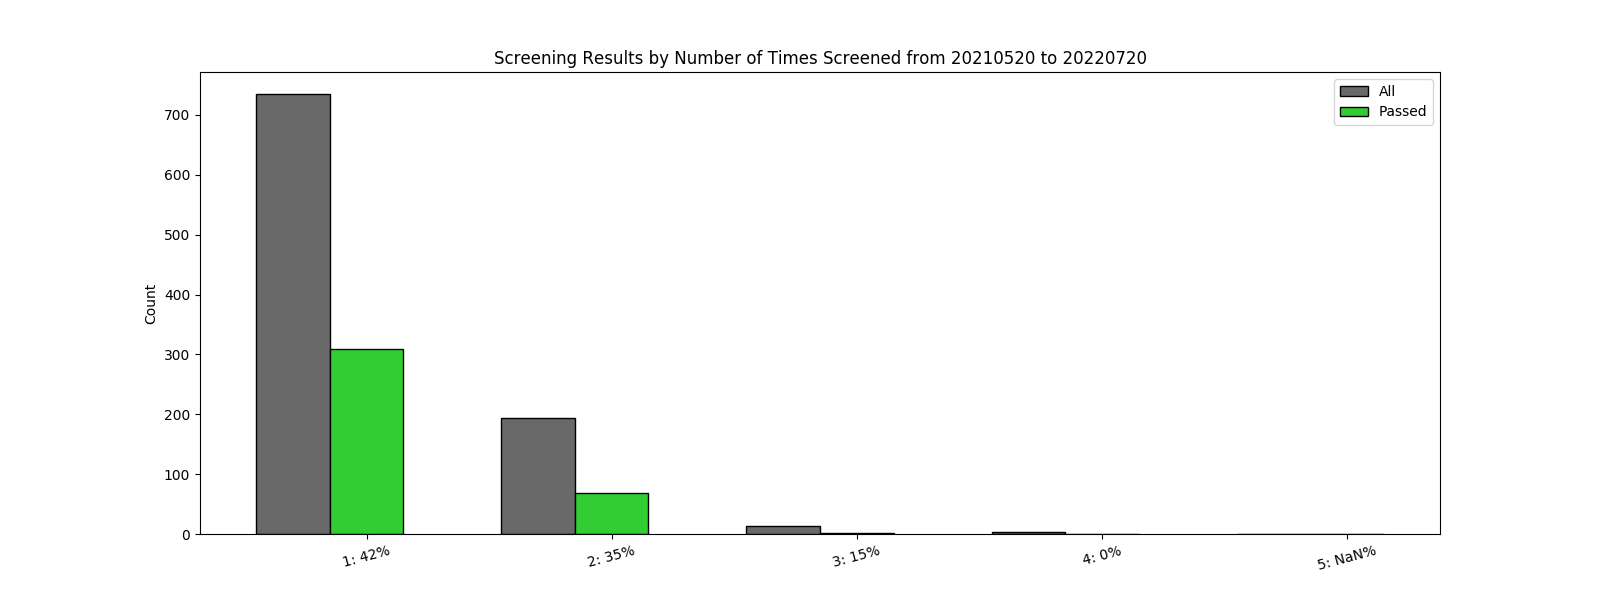 Screening Results by Number of Times Screened from 20210520 to 20220720
All
Passed
Count
700
600
500
400
300
200
100
0
1: 42%
2: 35%
3: 15%
4: 0%
5: NaN%